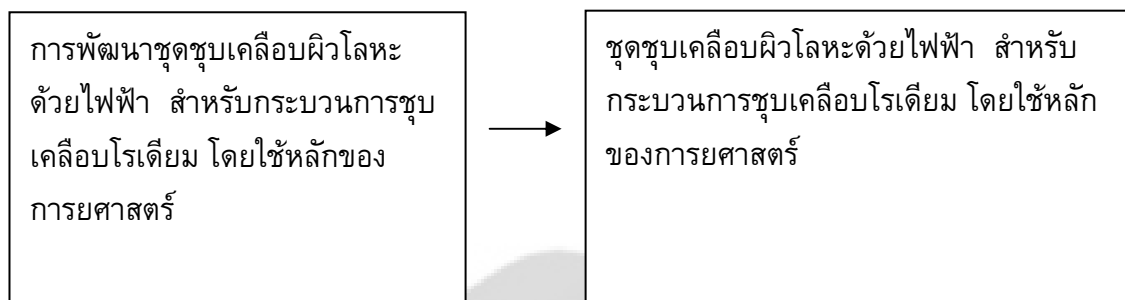 การพัฒนาชุดชุบเคลือบผิวโลหะ
ด้วยไฟฟ้า สำหรับกระบวนการชุบ
เคลือบโรเดียม โดยใช้หลักของ
การยศาสตร์
ชุดชุบเคลือบผิวโลหะด้วยไฟฟ้า สำหรับ
กระบวนการชุบเคลือบโรเดียม โดยใช้หลัก
ของการยศาสตร์